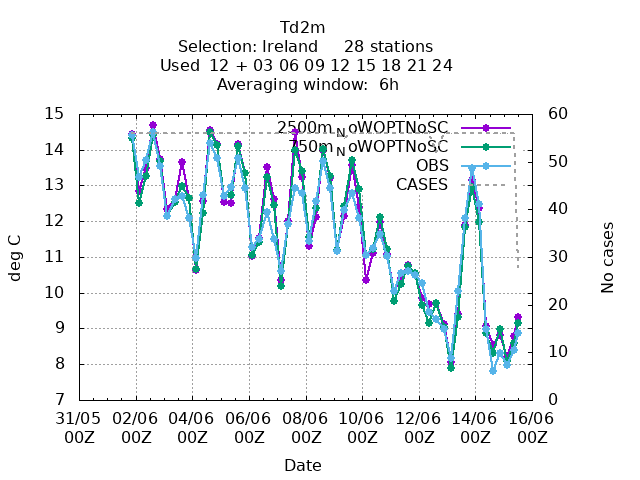 Td2m
Selection: Ireland 28 stations
Used 12 + 03 06 09 12 15 18 21 24
Averaging window: 6h
15
14
13
12
11
10
9
8
7
deg C
60
50
40
30
20
10
0
No cases
2500m_NoWOPTNoSC
750m_NoWOPTNoSC
OBS
CASES
31/05 02/06 04/06 06/06 08/06 10/06 12/06 14/06 16/06
00Z 00Z 00Z 00Z 00Z 00Z 00Z 00Z 00Z
Date